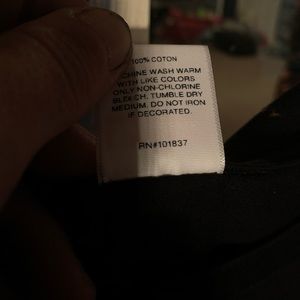 100% COTON
CHINE WASH WARM
WITH LIKE COLORS
ONLY NON-CHLORINE
BLEACH. TUMBLE DRY
MEDIUM. DO NOT IRON
IF DECORATED.
RN#101837